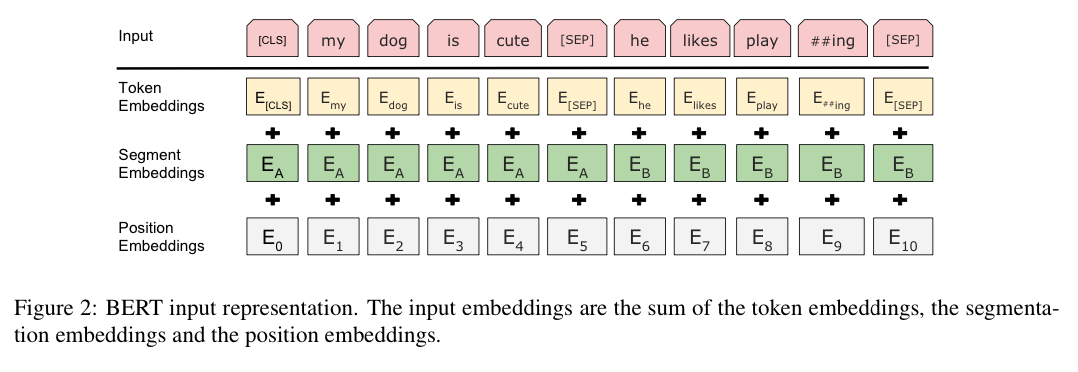 Input [CLS] my dog is cute [SEP] he likes play ##ing [SEP]
Token
Embeddings
E[CLS] Emy Edog Eis Ecute E[SEP] Ehe Elikes Eplay E##ing E[SEP]
Segment
Embeddings
EA EA EA EA EA EA EB EB EB EB EB
Position
Embeddings
E0 E1 E2 E3 E4 E5 E6 E7 E8 E9 E10
Figure 2: BERT input representation. The input embeddings are the sum of the token embeddings, the segmenta-
tion embeddings and the position embeddings.